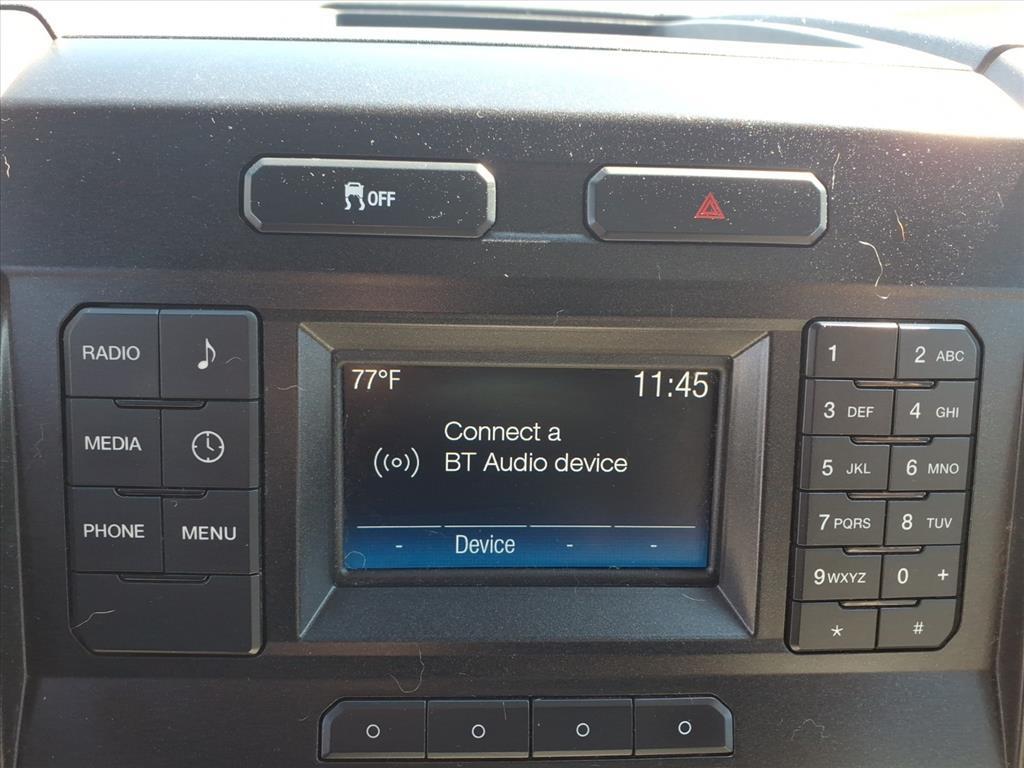 OFF
RADIO
MEDIA
PHONE
MENU
77°F
11:45
Connect a
BT Audio device
- Device - -
1
2 ABC
3 DEF
4 GHI
5 JKL
6 MNO
7 PQRS
8 TUV
9 WXYZ
0 +
*
#